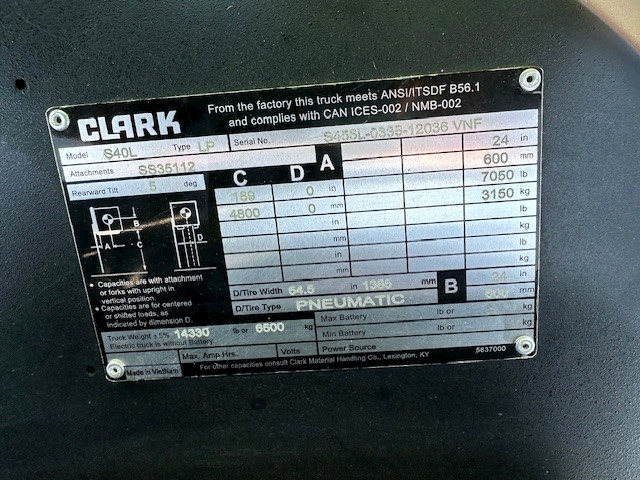 CLARK
From the factory this truck meets ANSI/ITSDF B56.1
and complies with CAN ICES-002 / NMB-002
Model S40L Type LP Serial No.
Attachments SS35112
Rearward Tilt 5 deg
C D A 24 in
600 mm
189 0 in 7050 lb
4800 0 mm 3150 kg
in lb
mm kg
in lb
mm kg
B
A C D
• Capacities are with attachment
or forks with upright in
vertical position.
• Capacities are for centered
or shifted loads, as
indicated by dimension D.
D/Tire Width 54.5 in 1385 mm B 24 in
D/Tire Type PNEUMATIC 600 mm
Truck Weight ±5% 14330 lb or 6500 kg
Electric truck is without Battery
Max Battery lb or kg
Min Battery lb or kg
Max. Amp Hrs. Volts Power Source
Made in VietNam
For other capacities consult Clark Material Handling Co., Lexington, KY 5637000